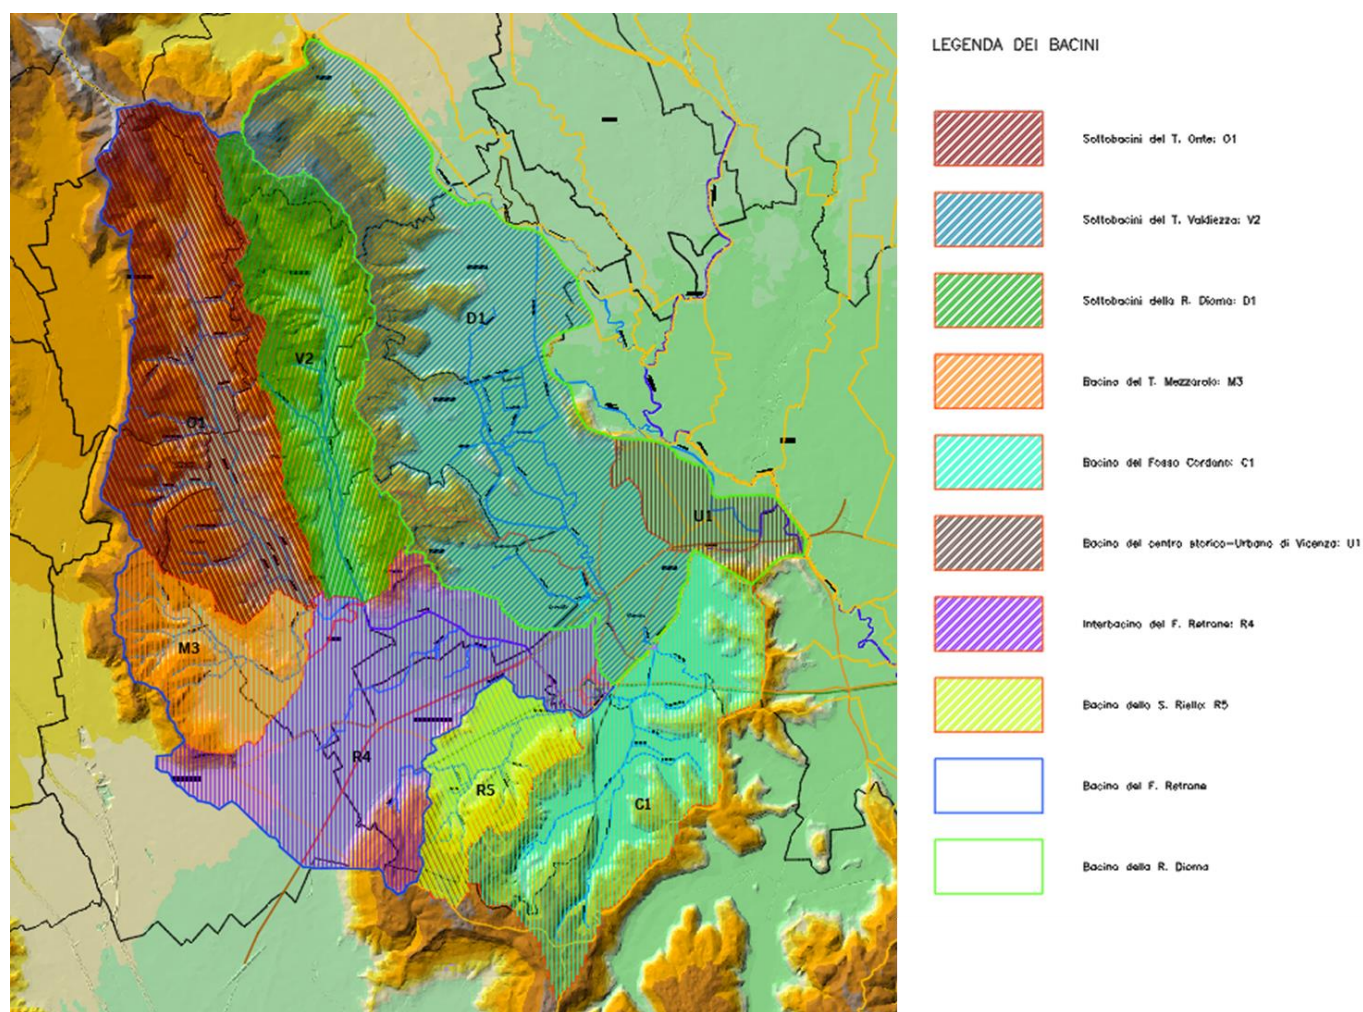 LEGENDA DEI BACINI
Sottobacini del T. Onte: O1
Sottobacini del T. Valdiezza: V2
Sottobacini della R. Dioma: D1
Bacino del T. Mezzarolo: M3
Bacino del Fosso Cordano: C1
Bacino del centro storico-Urbano di Vicenza: U1
Interbacino del F. Retrone: R4
Bacino dello S. Riello: R5
Bacino del F. Retrone
Bacino della R. Dioma
D1
V2
O1
U1
M3
R4
R5
C1